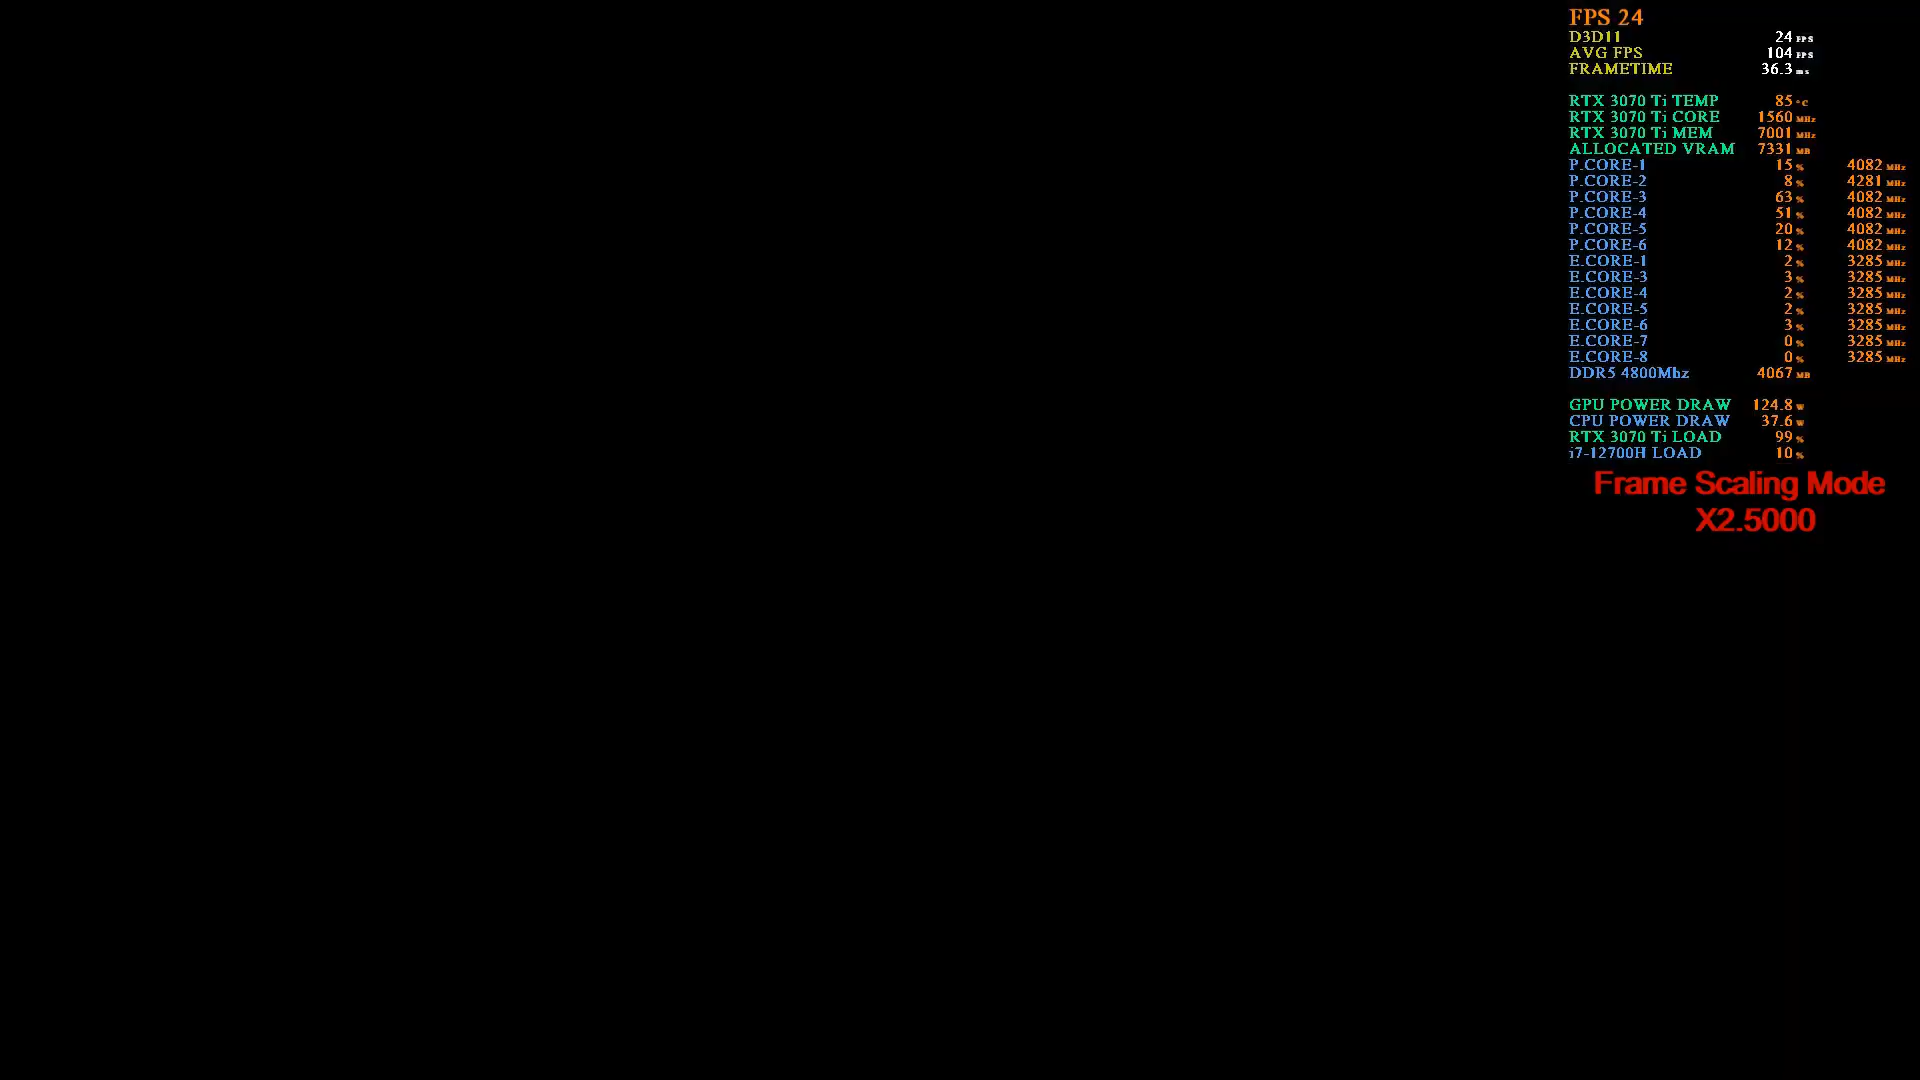 FPS 24
D3D11 24 FPS
AVG FPS 104 FPS
FRAMETIME 36.3 ms
RTX 3070 Ti TEMP 85 °C
RTX 3070 Ti CORE 1560 MHz
RTX 3070 Ti MEM 7001 MHz
ALLOCATED VRAM 7331 MB
P.CORE-1 15 % 4082 MHz
P.CORE-2 8 % 4281 MHz
P.CORE-3 63 % 4082 MHz
P.CORE-4 51 % 4082 MHz
P.CORE-5 20 % 4082 MHz
P.CORE-6 12 % 4082 MHz
E.CORE-1 2 % 3285 MHz
E.CORE-3 3 % 3285 MHz
E.CORE-4 2 % 3285 MHz
E.CORE-5 2 % 3285 MHz
E.CORE-6 3 % 3285 MHz
E.CORE-7 0 % 3285 MHz
E.CORE-8 0 % 3285 MHz
DDR5 4800Mhz 4067 MB
GPU POWER DRAW 124.8 W
CPU POWER DRAW 37.6 W
RTX 3070 Ti LOAD 99 %
i7-12700H LOAD 10 %
Frame Scaling Mode
X2.5000